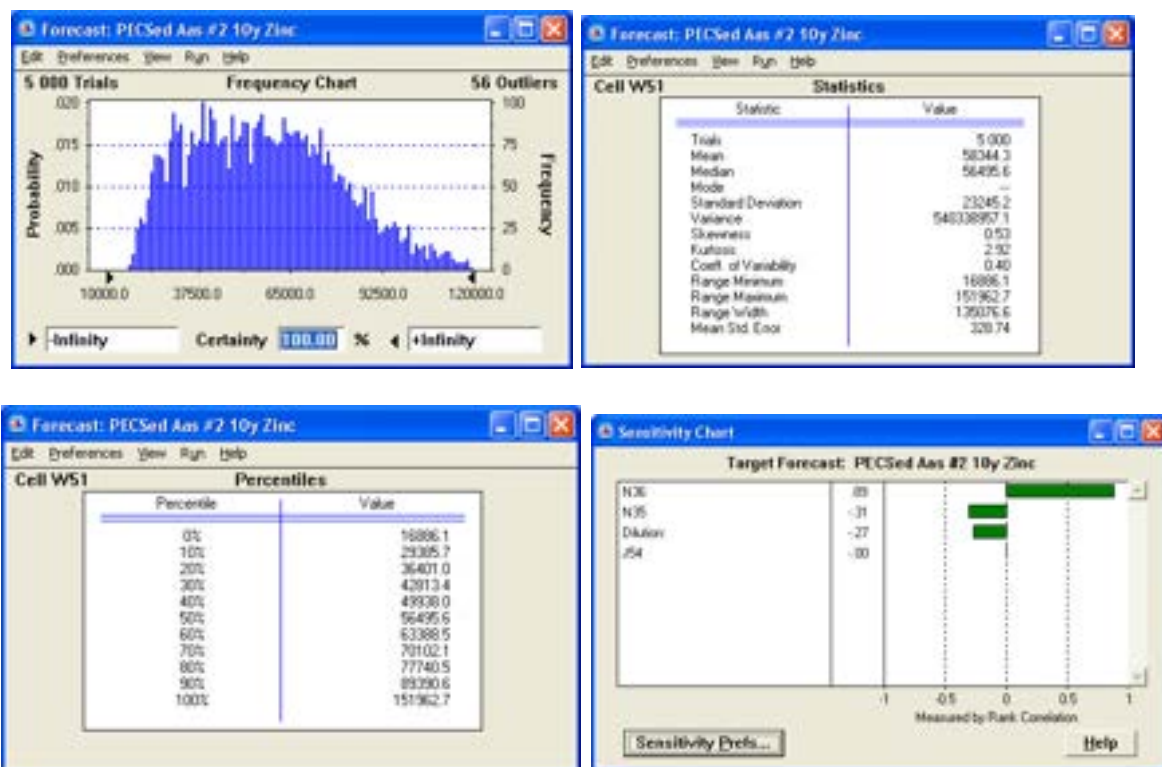 Forecast: PECSed Aas #2 10y Zinc
Edit Preferences View Run Help
5 000 Trials Frequency Chart 56 Outliers
Probability
.020
.015
.010
.005
.000
100
75
50
25
0
Frequency
10000.0 37500.0 65000.0 92500.0 120000.0
-Infinity Certainty 100.00 % +Infinity
Forecast: PECSed Aas #2 10y Zinc
Edit Preferences View Run Help
Cell W51 Statistics
Statistic Value
Trials 5 000
Mean 58344.3
Median 56495.6
Mode ---
Standard Deviation 23245.2
Variance 540338957.1
Skewness 0.53
Kurtosis 2.92
Coeff. of Variability 0.40
Range Minimum 16886.1
Range Maximum 151962.7
Range Width 135076.6
Mean Std. Error 328.74
Forecast: PECSed Aas #2 10y Zinc
Edit Preferences View Run Help
Cell W51 Percentiles
Percentile Value
0% 16886.1
10% 29385.7
20% 36401.0
30% 42813.4
40% 49938.0
50% 56495.6
60% 63388.5
70% 70102.1
80% 77740.5
90% 89390.6
100% 151962.7
Sensitivity Chart
Target Forecast: PECSed Aas #2 10y Zinc
N36 .89
N35 -.31
Dilution -.27
J54 -.00
-1 -0.5 0 0.5 1
Measured by Rank Correlation
Sensitivity Prefs... Help